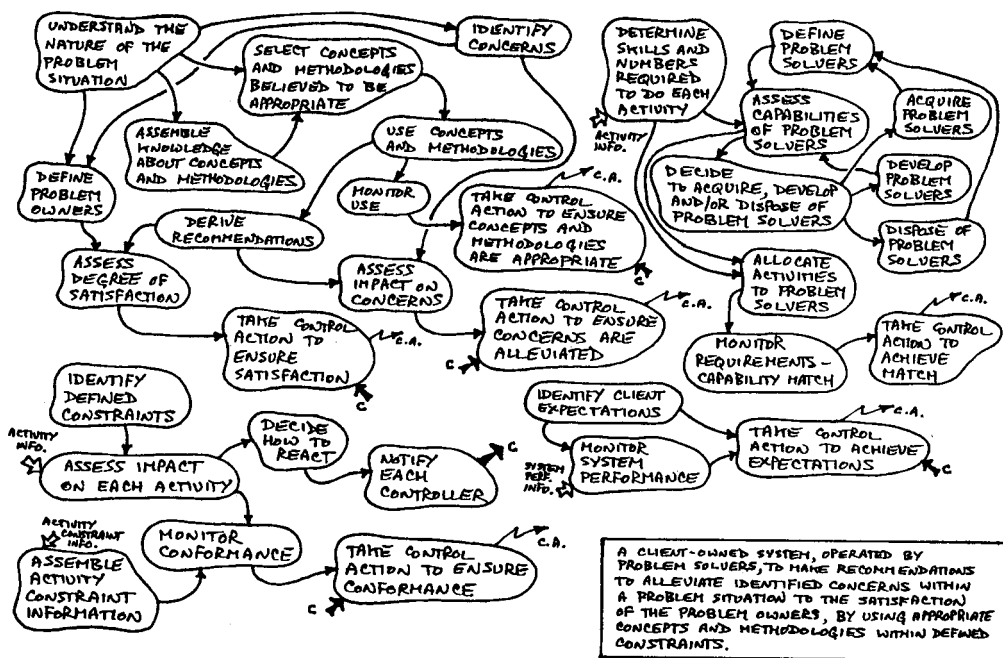 UNDERSTAND THE
NATURE OF THE
PROBLEM
SITUATION
IDENTIFY
CONCERNS
SELECT CONCEPTS
AND METHODOLOGIES
BELIEVED TO BE
APPROPRIATE
ASSEMBLE
KNOWLEDGE
ABOUT CONCEPTS
AND METHODOLOGIES
USE CONCEPTS
AND METHODOLOGIES
DEFINE
PROBLEM
OWNERS
MONITOR
USE
DERIVE
RECOMMENDATIONS
TAKE CONTROL
ACTION TO ENSURE
CONCEPTS AND
METHODOLOGIES
ARE APPROPRIATE
C.A.
C
ASSESS
DEGREE OF
SATISFACTION
ASSESS
IMPACT ON
CONCERNS
TAKE CONTROL
ACTION TO
ENSURE
SATISFACTION
C.A.
C
TAKE CONTROL
ACTION TO ENSURE
CONCERNS ARE
ALLEVIATED
C.A.
C
DETERMINE
SKILLS AND
NUMBERS
REQUIRED
TO DO EACH
ACTIVITY
ACTIVITY
INFO.
DEFINE
PROBLEM
SOLVERS
ASSESS
CAPABILITIES
OF PROBLEM
SOLVERS
ACQUIRE
PROBLEM
SOLVERS
DECIDE
TO ACQUIRE, DEVELOP
AND/OR DISPOSE OF
PROBLEM SOLVERS
DEVELOP
PROBLEM
SOLVERS
DISPOSE OF
PROBLEM
SOLVERS
ALLOCATE
ACTIVITIES
TO PROBLEM
SOLVERS
MONITOR
REQUIREMENTS -
CAPABILITY MATCH
TAKE CONTROL
ACTION TO
ACHIEVE
MATCH
C.A.
IDENTIFY
DEFINED
CONSTRAINTS
ACTIVITY
INFO.
ASSESS IMPACT
ON EACH ACTIVITY
DECIDE
HOW TO
REACT
NOTIFY
EACH
CONTROLLER
C
ACTIVITY
CONSTRAINT
INFO.
ASSEMBLE
ACTIVITY
CONSTRAINT
INFORMATION
MONITOR
CONFORMANCE
TAKE CONTROL
ACTION TO ENSURE
CONFORMANCE
C.A.
C
IDENTIFY CLIENT
EXPECTATIONS
SYSTEM
PERF.
INFO.
MONITOR
SYSTEM
PERFORMANCE
TAKE CONTROL
ACTION TO ACHIEVE
EXPECTATIONS
C.A.
C
A CLIENT-OWNED SYSTEM, OPERATED BY
PROBLEM SOLVERS, TO MAKE RECOMMENDATIONS
TO ALLEVIATE IDENTIFIED CONCERNS WITHIN
A PROBLEM SITUATION TO THE SATISFACTION
OF THE PROBLEM OWNERS, BY USING APPROPRIATE
CONCEPTS AND METHODOLOGIES WITHIN DEFINED
CONSTRAINTS.